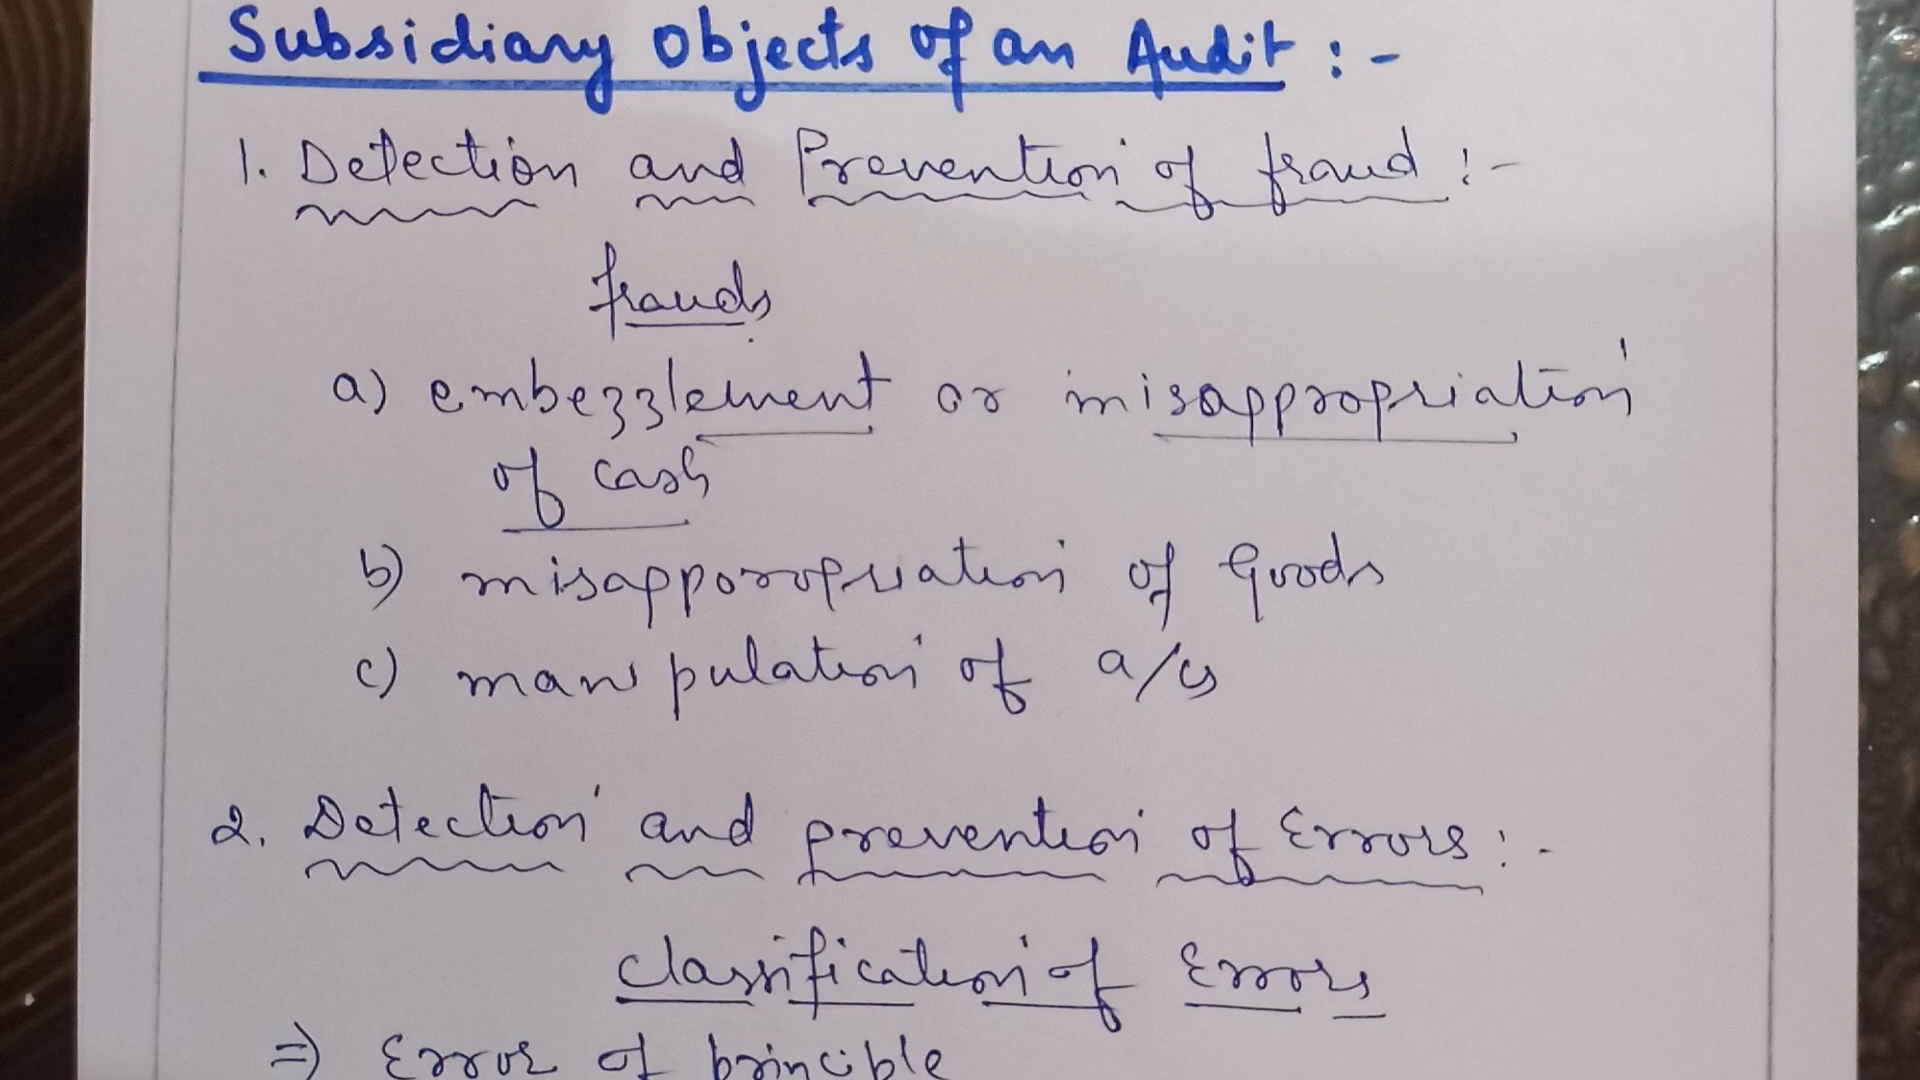 Subsidiary Objects of an Audit :-
1. Detection and Prevention of fraud :-
frauds
a) embezzlement or misappropriation
of cash
b) misapporopriation of Goods
c) manipulation of a/cs
2. Detection and prevention of Errors :-
Classification of Errors
⇒ Error of principle